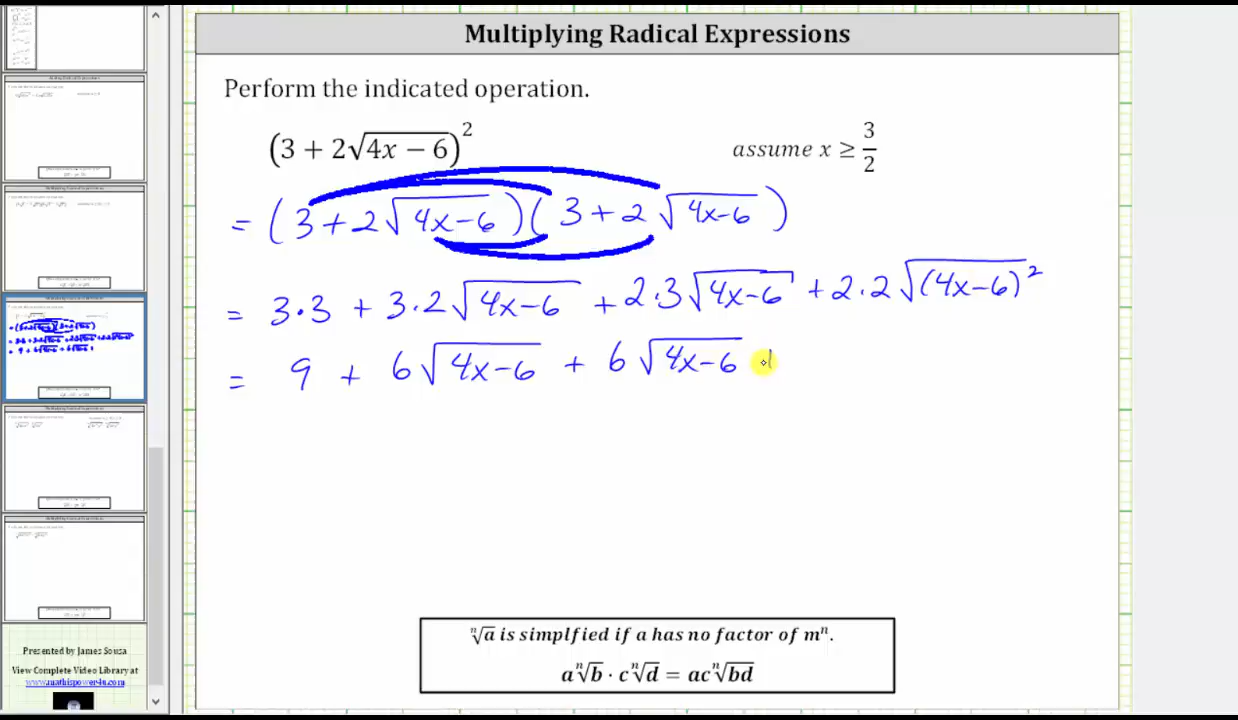 Multiplying Radical Expressions
Perform the indicated operation.
(3 + 2√(4x − 6))² assume x ≥ 3/2
= (3 + 2√(4x−6))(3 + 2√(4x−6))
= 3·3 + 3·2√(4x−6) + 2·3√(4x−6) + 2·2√((4x−6)²)
= 9 + 6√(4x−6) + 6√(4x−6)
ⁿ√a is simplfied if a has no factor of mⁿ.
aⁿ√b · cⁿ√d = acⁿ√bd
Presented by James Sousa
View Complete Video Library at
www.mathispower4u.com